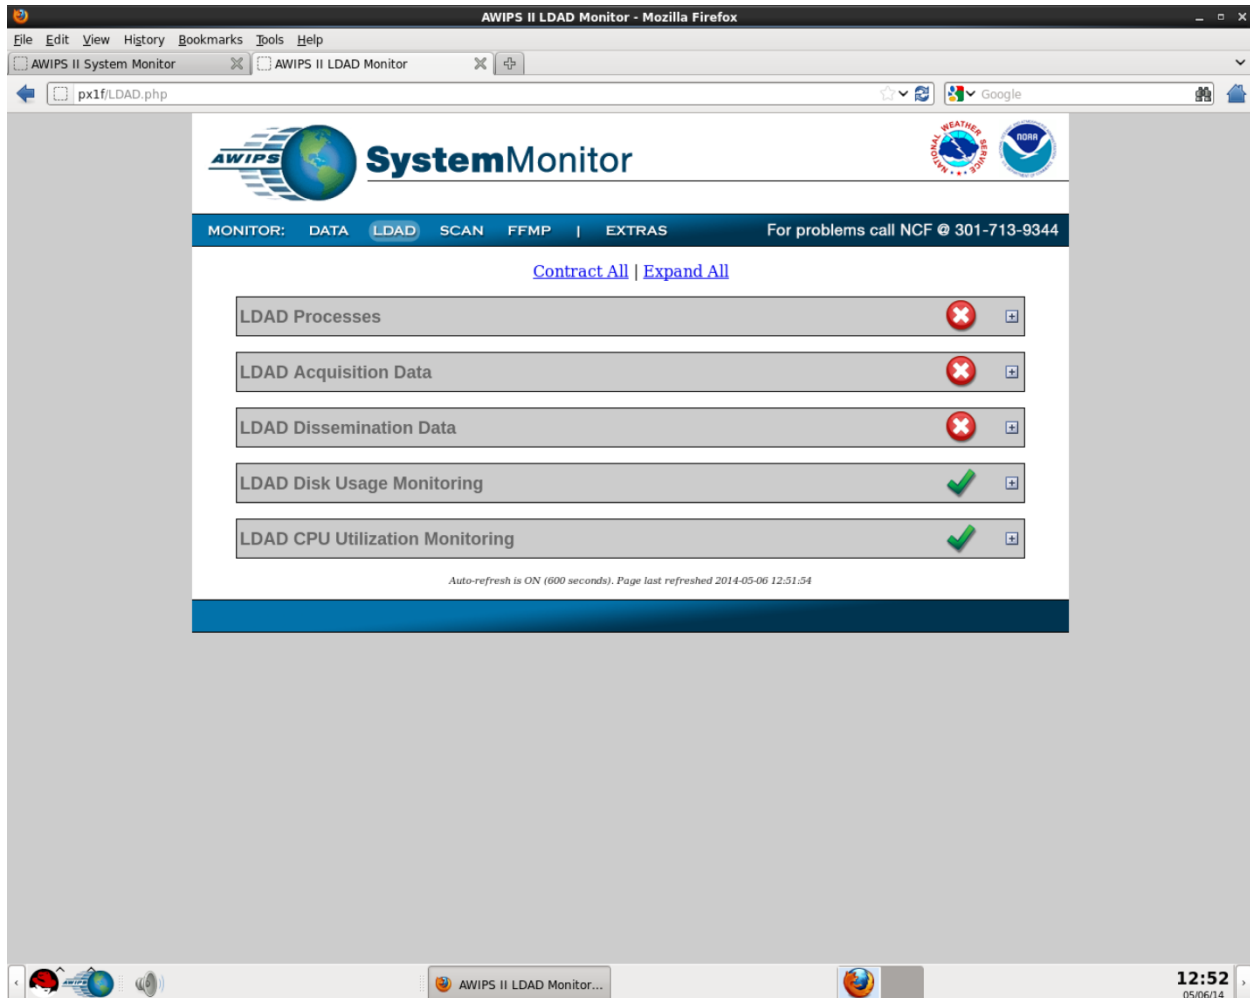 AWIPS II LDAD Monitor - Mozilla Firefox
File Edit View History Bookmarks Tools Help
AWIPS II System Monitor
AWIPS II LDAD Monitor
px1f/LDAD.php
Google
AWIPS
SystemMonitor
NATIONAL WEATHER SERVICE
NOAA
MONITOR: DATA LDAD SCAN FFMP | EXTRAS For problems call NCF @ 301-713-9344
Contract All | Expand All
LDAD Processes
LDAD Acquisition Data
LDAD Dissemination Data
LDAD Disk Usage Monitoring
LDAD CPU Utilization Monitoring
Auto-refresh is ON (600 seconds). Page last refreshed 2014-05-06 12:51:54
AWIPS
AWIPS II LDAD Monitor...
12:52
05/06/14